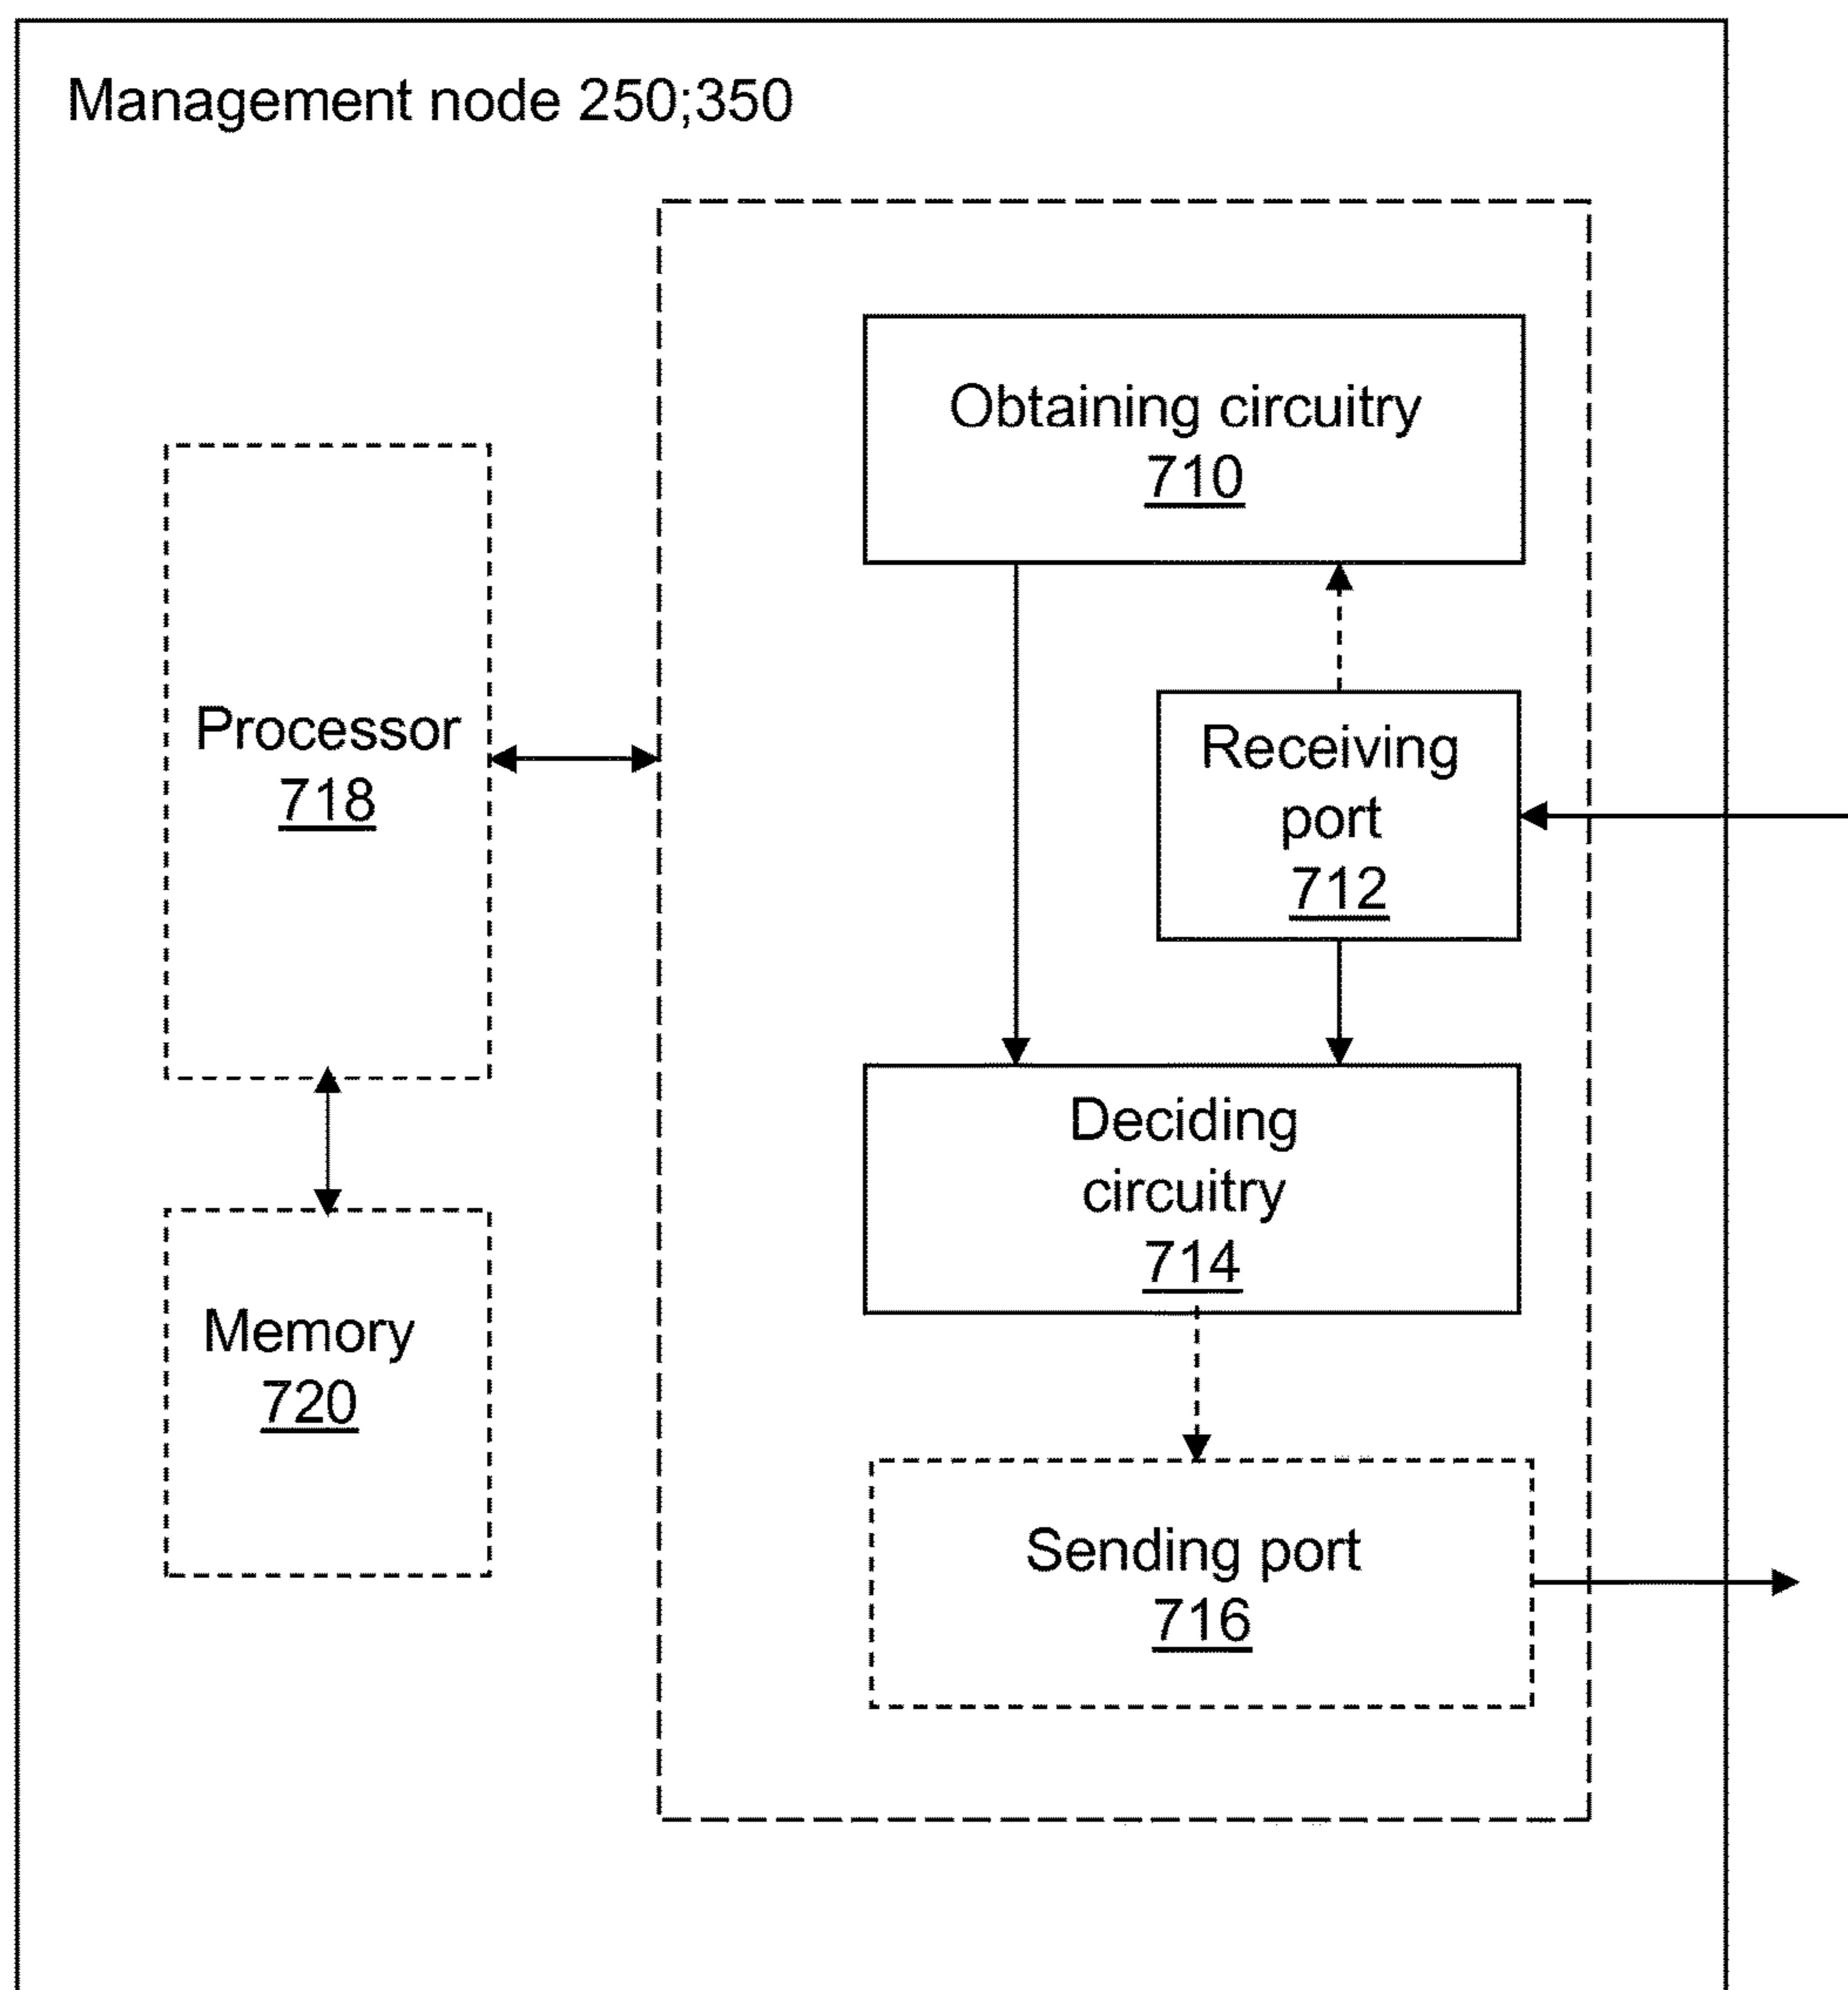 Management node 250;350
Obtaining circuitry
710
Processor
718
Receiving
port
712
Deciding
circuitry
714
Memory
720
Sending port
716